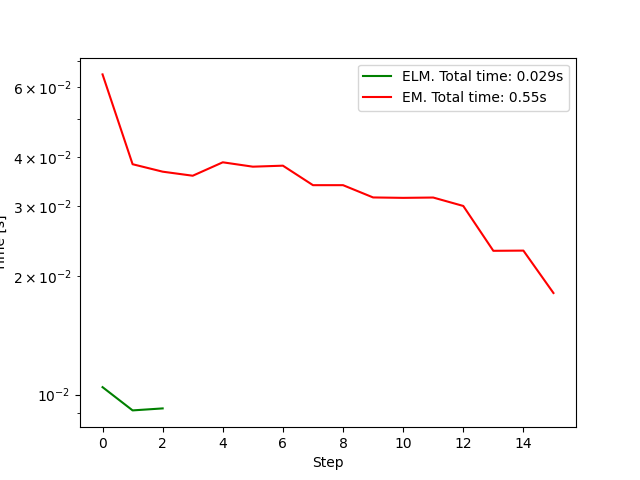 ELM. Total time: 0.029s
EM. Total time: 0.55s
6 × 10⁻²
4 × 10⁻²
3 × 10⁻²
2 × 10⁻²
10⁻²
[s]
0 2 4 6 8 10 12 14
Step